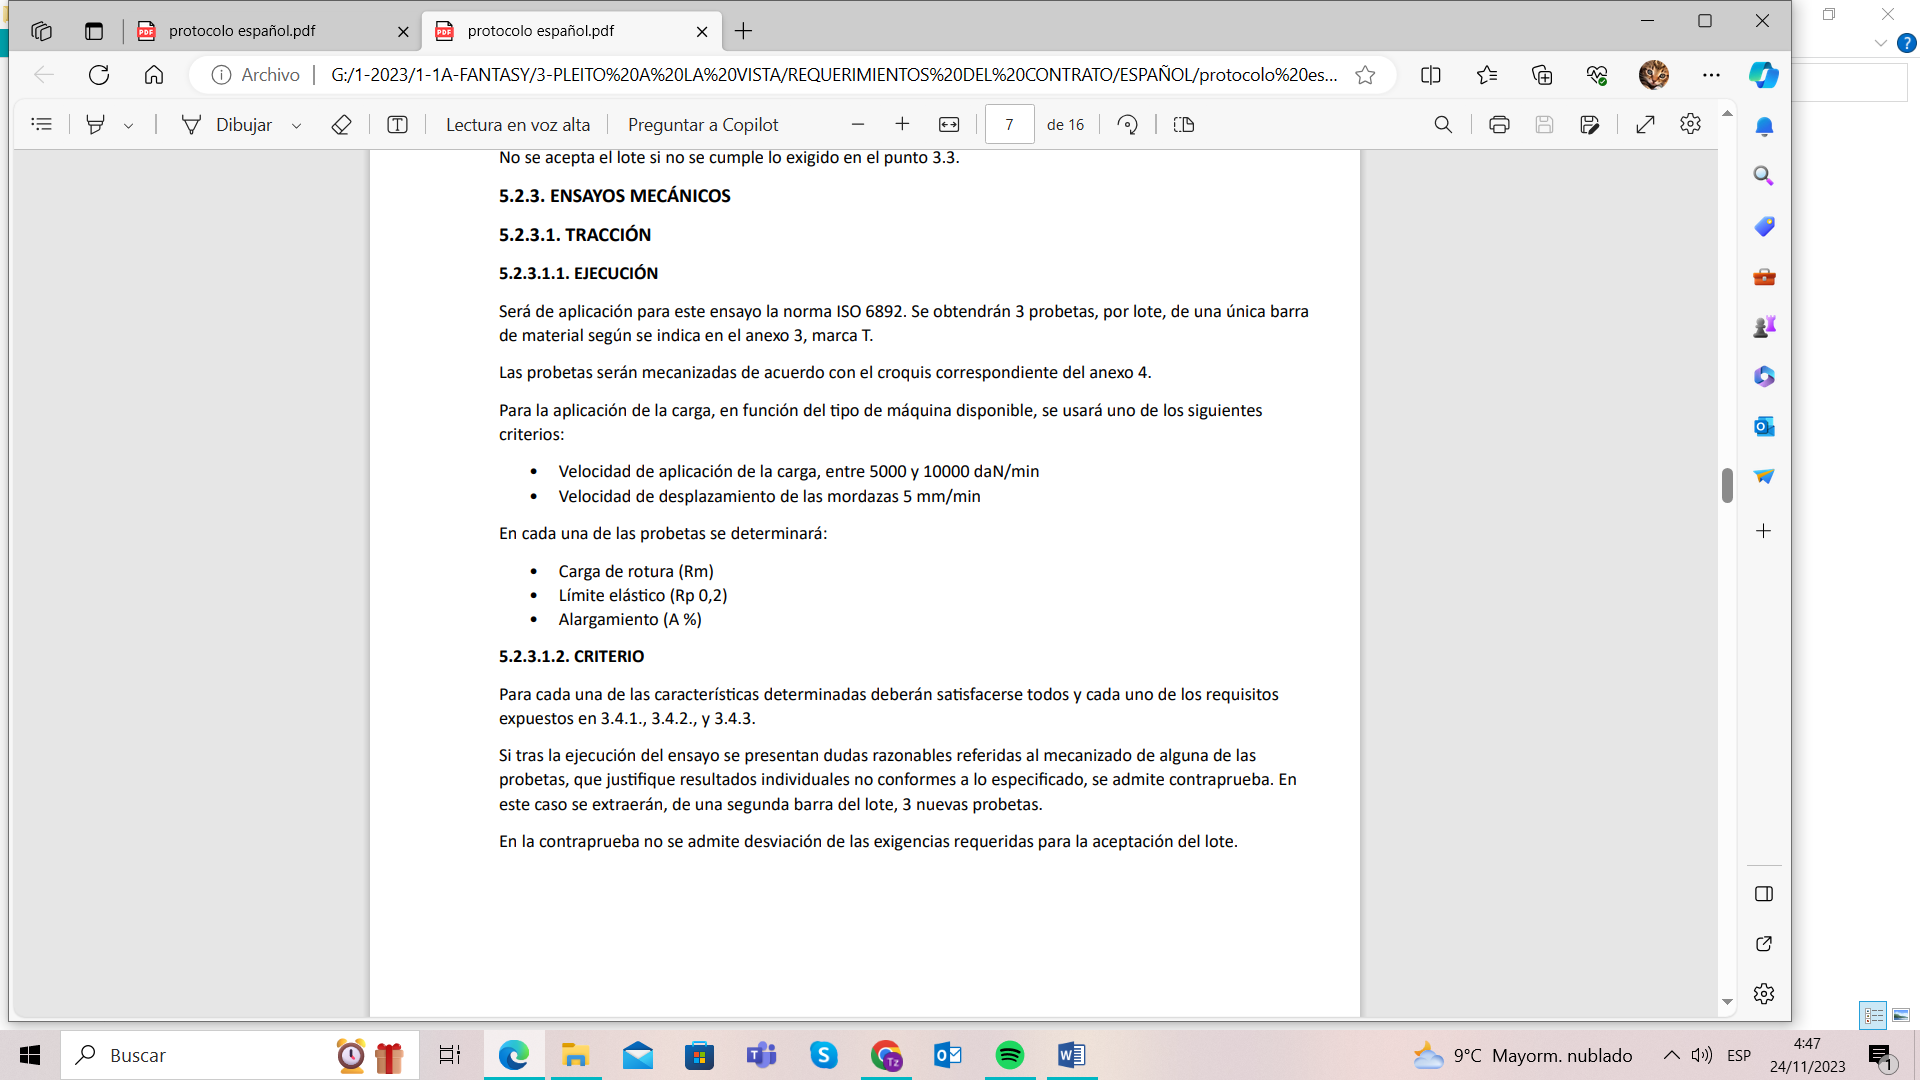 protocolo español.pdf
protocolo español.pdf
Archivo
G:/1-2023/1-1A-FANTASY/3-PLEITO%20A%20LA%20VISTA/REQUERIMIENTOS%20DEL%20CONTRATO/ESPAÑOL/protocolo%20es...
Dibujar
Lectura en voz alta
Preguntar a Copilot
7 de 16
No se acepta el lote si no se cumple lo exigido en el punto 3.3.
5.2.3. ENSAYOS MECÁNICOS
5.2.3.1. TRACCIÓN
5.2.3.1.1. EJECUCIÓN
Será de aplicación para este ensayo la norma ISO 6892. Se obtendrán 3 probetas, por lote, de una única barra
de material según se indica en el anexo 3, marca T.
Las probetas serán mecanizadas de acuerdo con el croquis correspondiente del anexo 4.
Para la aplicación de la carga, en función del tipo de máquina disponible, se usará uno de los siguientes
criterios:
• Velocidad de aplicación de la carga, entre 5000 y 10000 daN/min
• Velocidad de desplazamiento de las mordazas 5 mm/min
En cada una de las probetas se determinará:
• Carga de rotura (Rm)
• Límite elástico (Rp 0,2)
• Alargamiento (A %)
5.2.3.1.2. CRITERIO
Para cada una de las características determinadas deberán satisfacerse todos y cada uno de los requisitos
expuestos en 3.4.1., 3.4.2., y 3.4.3.
Si tras la ejecución del ensayo se presentan dudas razonables referidas al mecanizado de alguna de las
probetas, que justifique resultados individuales no conformes a lo especificado, se admite contraprueba. En
este caso se extraerán, de una segunda barra del lote, 3 nuevas probetas.
En la contraprueba no se admite desviación de las exigencias requeridas para la aceptación del lote.
Buscar
9°C Mayorm. nublado
ESP
4:47
24/11/2023
1